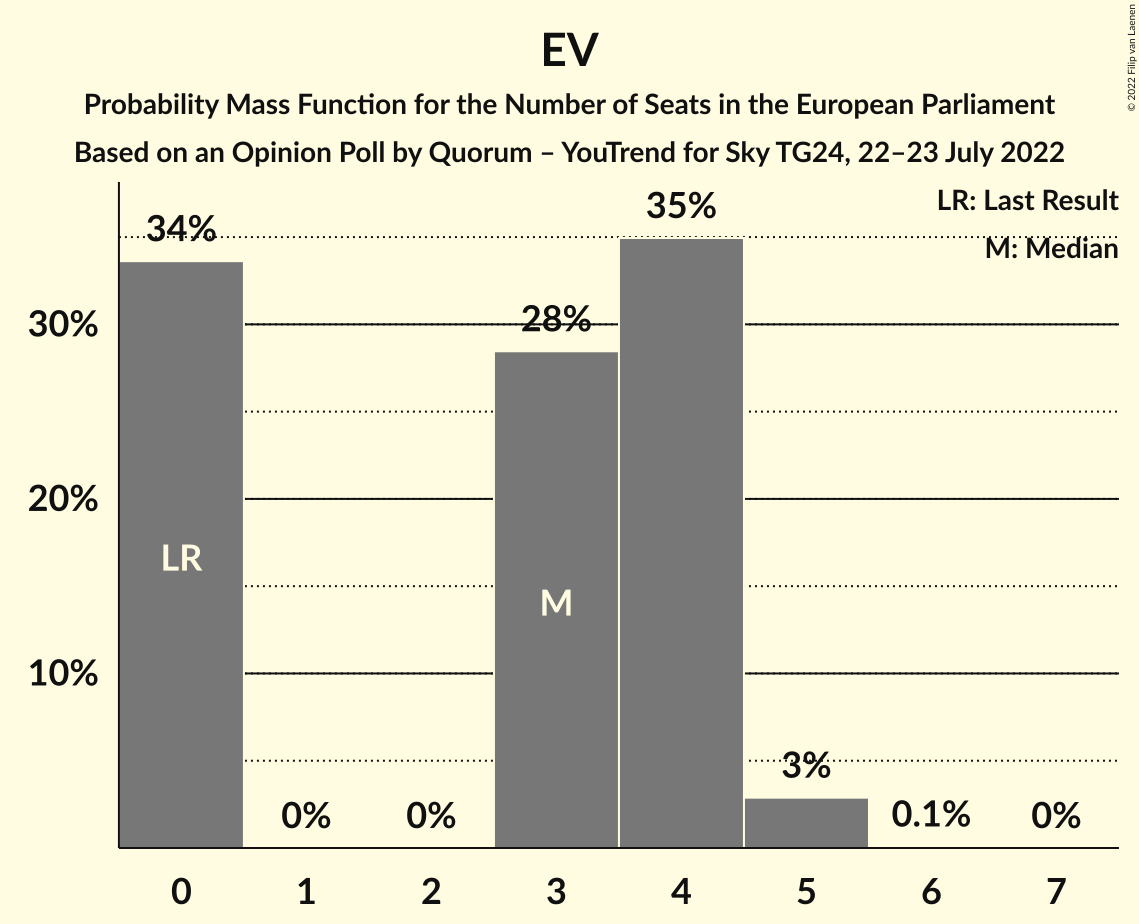 EV
Probability Mass Function for the Number of Seats in the European Parliament
Based on an Opinion Poll by Quorum – YouTrend for Sky TG24, 22–23 July 2022
© 2022 Filip van Laenen
LR: Last Result
M: Median
34%
35%
28%
30%
20%
10%
LR
M
0%
0%
3%
0.1%
0%
0
1
2
3
4
5
6
7